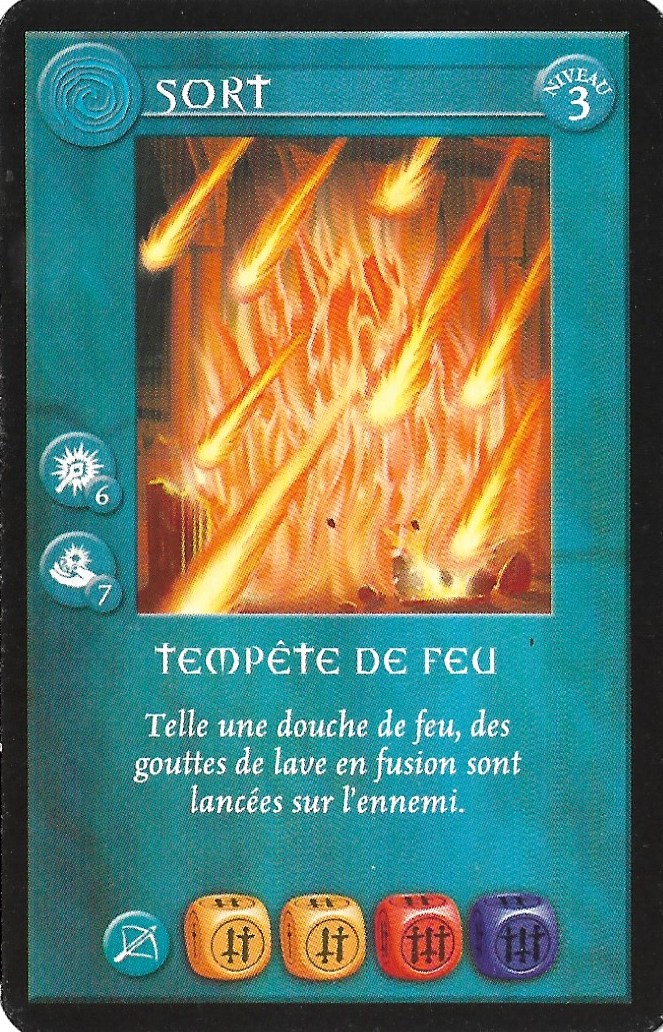 SORT
NIVEAU
3
6
7
TEMPÊTE DE FEU
Telle une douche de feu, des
gouttes de lave en fusion sont
lancées sur l'ennemi.